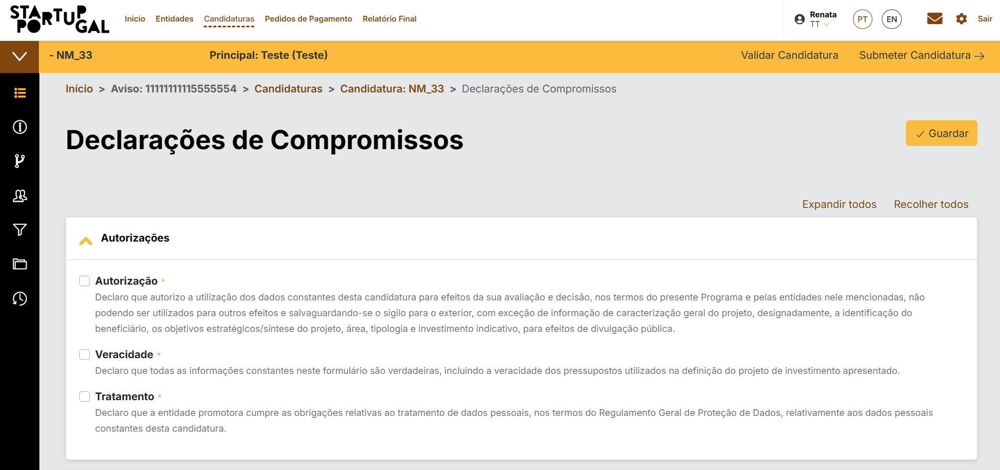 STARTUP
PORTUGAL
Início Entidades Candidaturas Pedidos de Pagamento Relatório Final
Renata
TT
PT EN
Sair
- NM_33 Principal: Teste (Teste) Validar Candidatura Submeter Candidatura
Início > Aviso: 11111111115555554 > Candidaturas > Candidatura: NM_33 > Declarações de Compromissos
Declarações de Compromissos
Guardar
Expandir todos Recolher todos
Autorizações
Autorização *
Declaro que autorizo a utilização dos dados constantes desta candidatura para efeitos da sua avaliação e decisão, nos termos do presente Programa e pelas entidades nele mencionadas, não
podendo ser utilizados para outros efeitos e salvaguardando-se o sigilo para o exterior, com exceção de informação de caracterização geral do projeto, designadamente, a identificação do
beneficiário, os objetivos estratégicos/síntese do projeto, área, tipologia e investimento indicativo, para efeitos de divulgação pública.
Veracidade *
Declaro que todas as informações constantes neste formulário são verdadeiras, incluindo a veracidade dos pressupostos utilizados na definição do projeto de investimento apresentado.
Tratamento *
Declaro que a entidade promotora cumpre as obrigações relativas ao tratamento de dados pessoais, nos termos do Regulamento Geral de Proteção de Dados, relativamente aos dados pessoais
constantes desta candidatura.